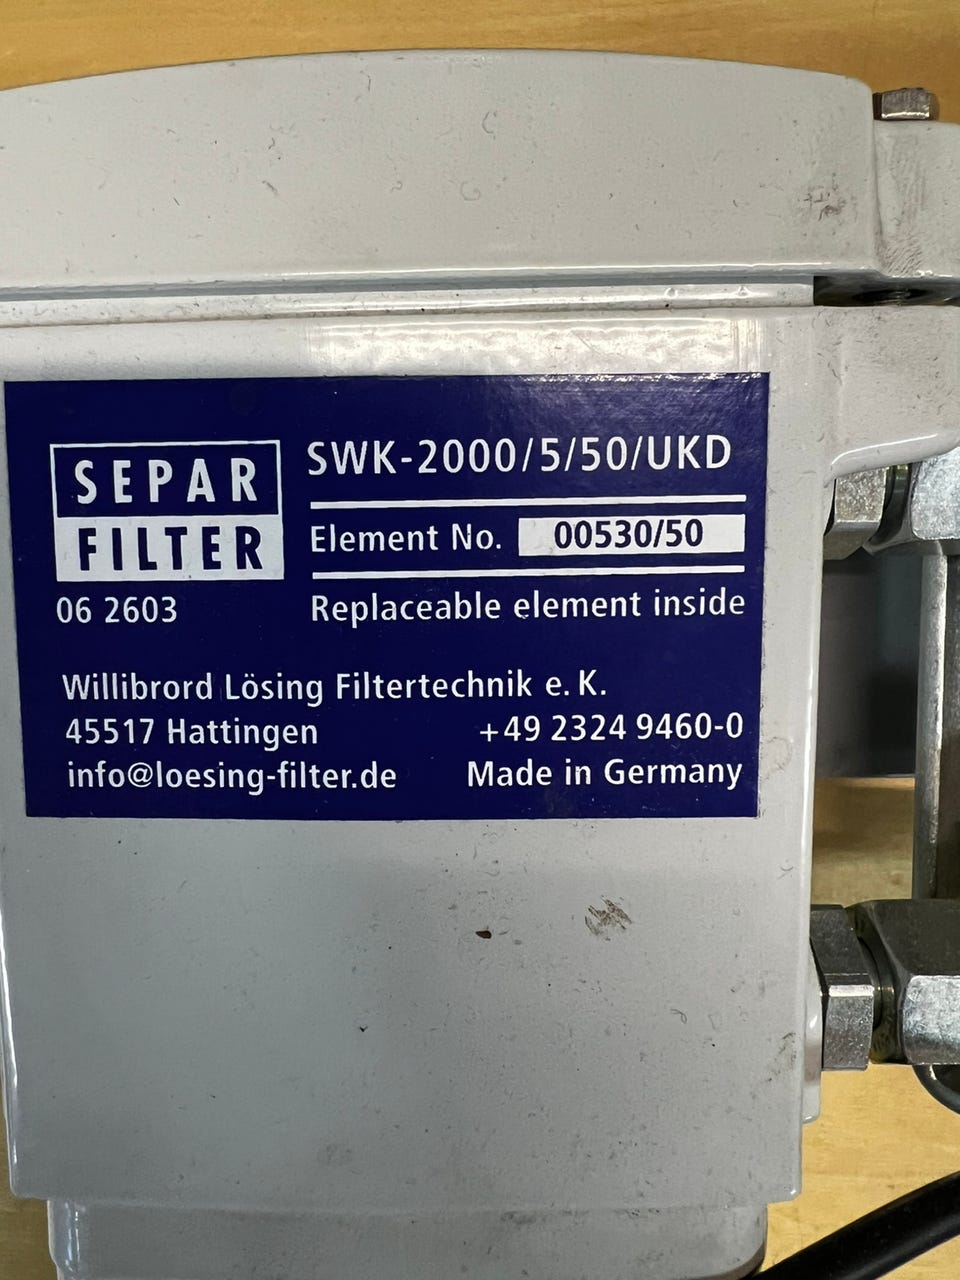 SEPAR
FILTER
06 2603
SWK-2000/5/50/UKD
Element No. 00530/50
Replaceable element inside
Willibrord Lösing Filtertechnik e. K.
45517 Hattingen +49 2324 9460-0
info@loesing-filter.de Made in Germany